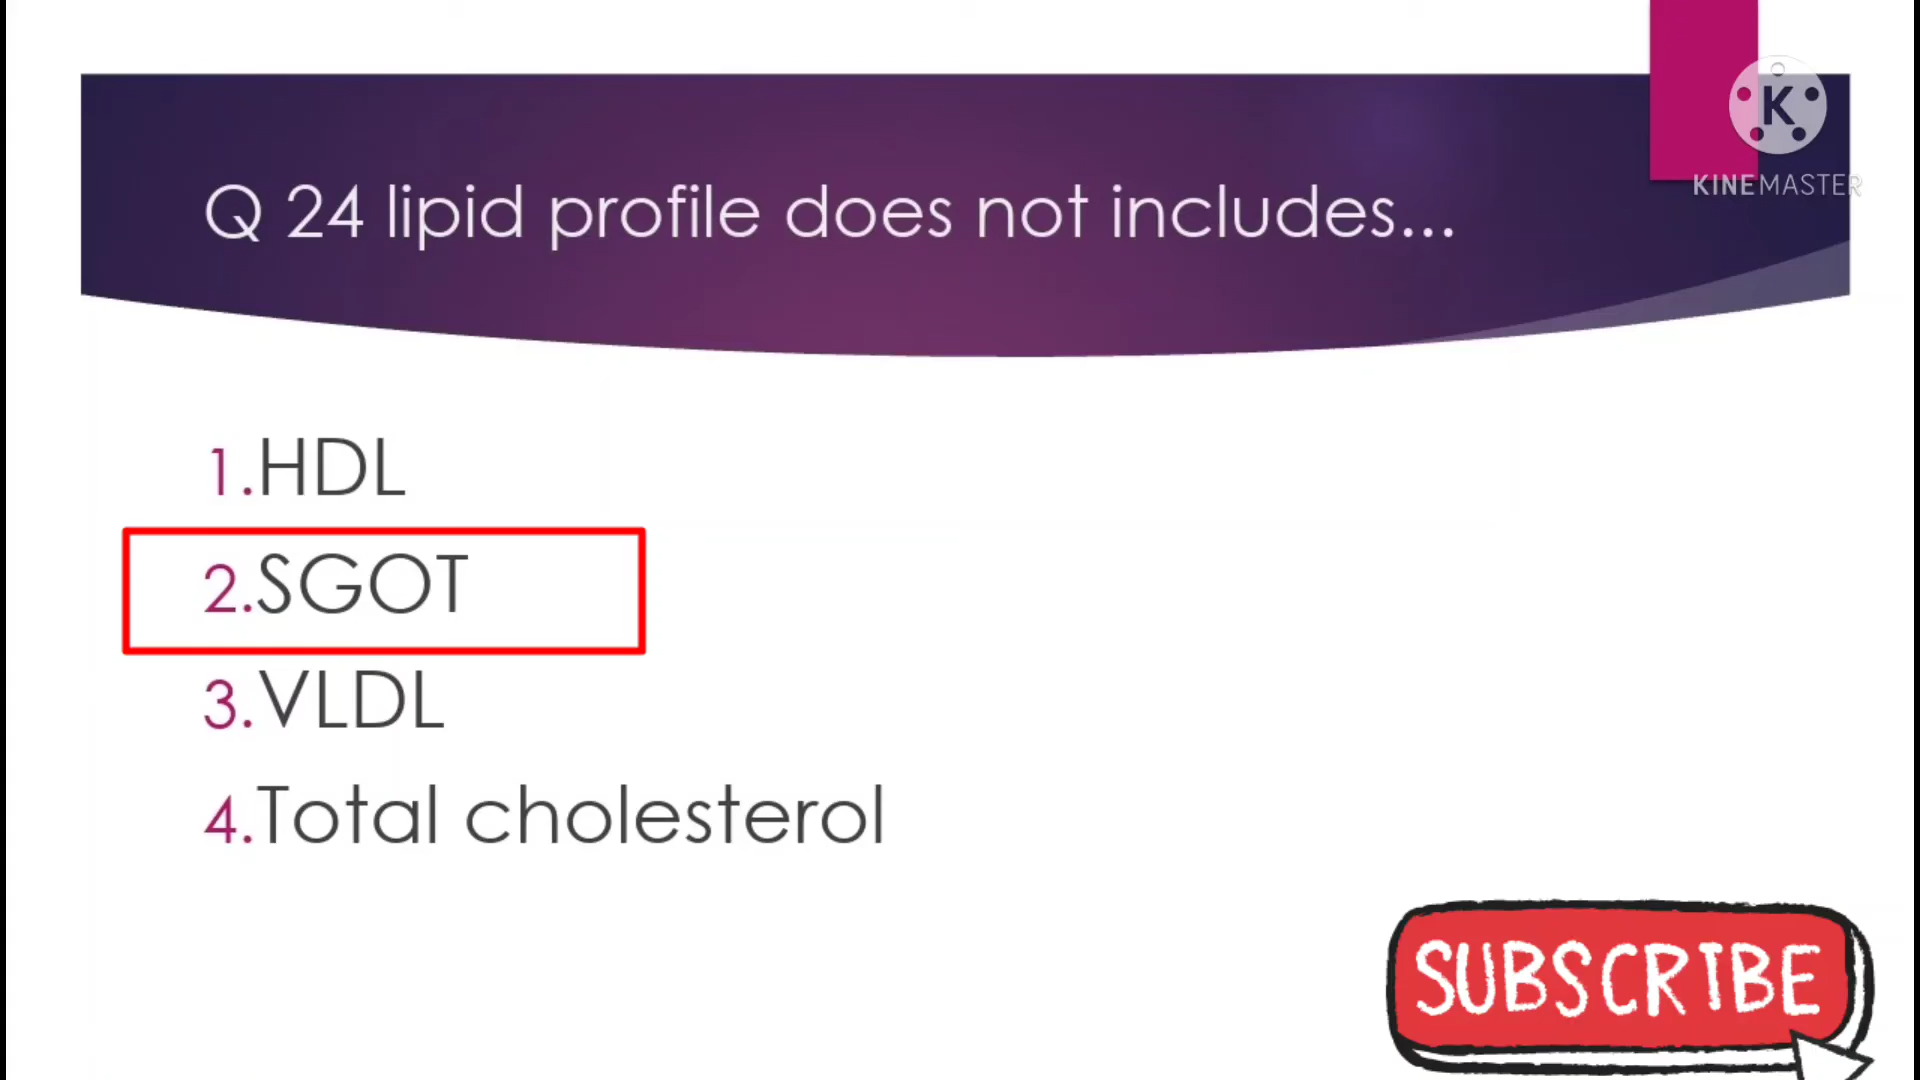 K
KINEMASTER
Q 24 lipid profile does not includes...
1.HDL
2.SGOT
3.VLDL
4.Total cholesterol
SUBSCRIBE